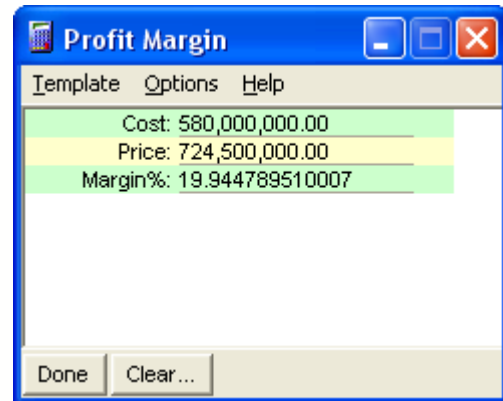 Profit Margin
Template Options Help
Cost: 580,000,000.00
Price: 724,500,000.00
Margin%: 19.944789510007
Done Clear...